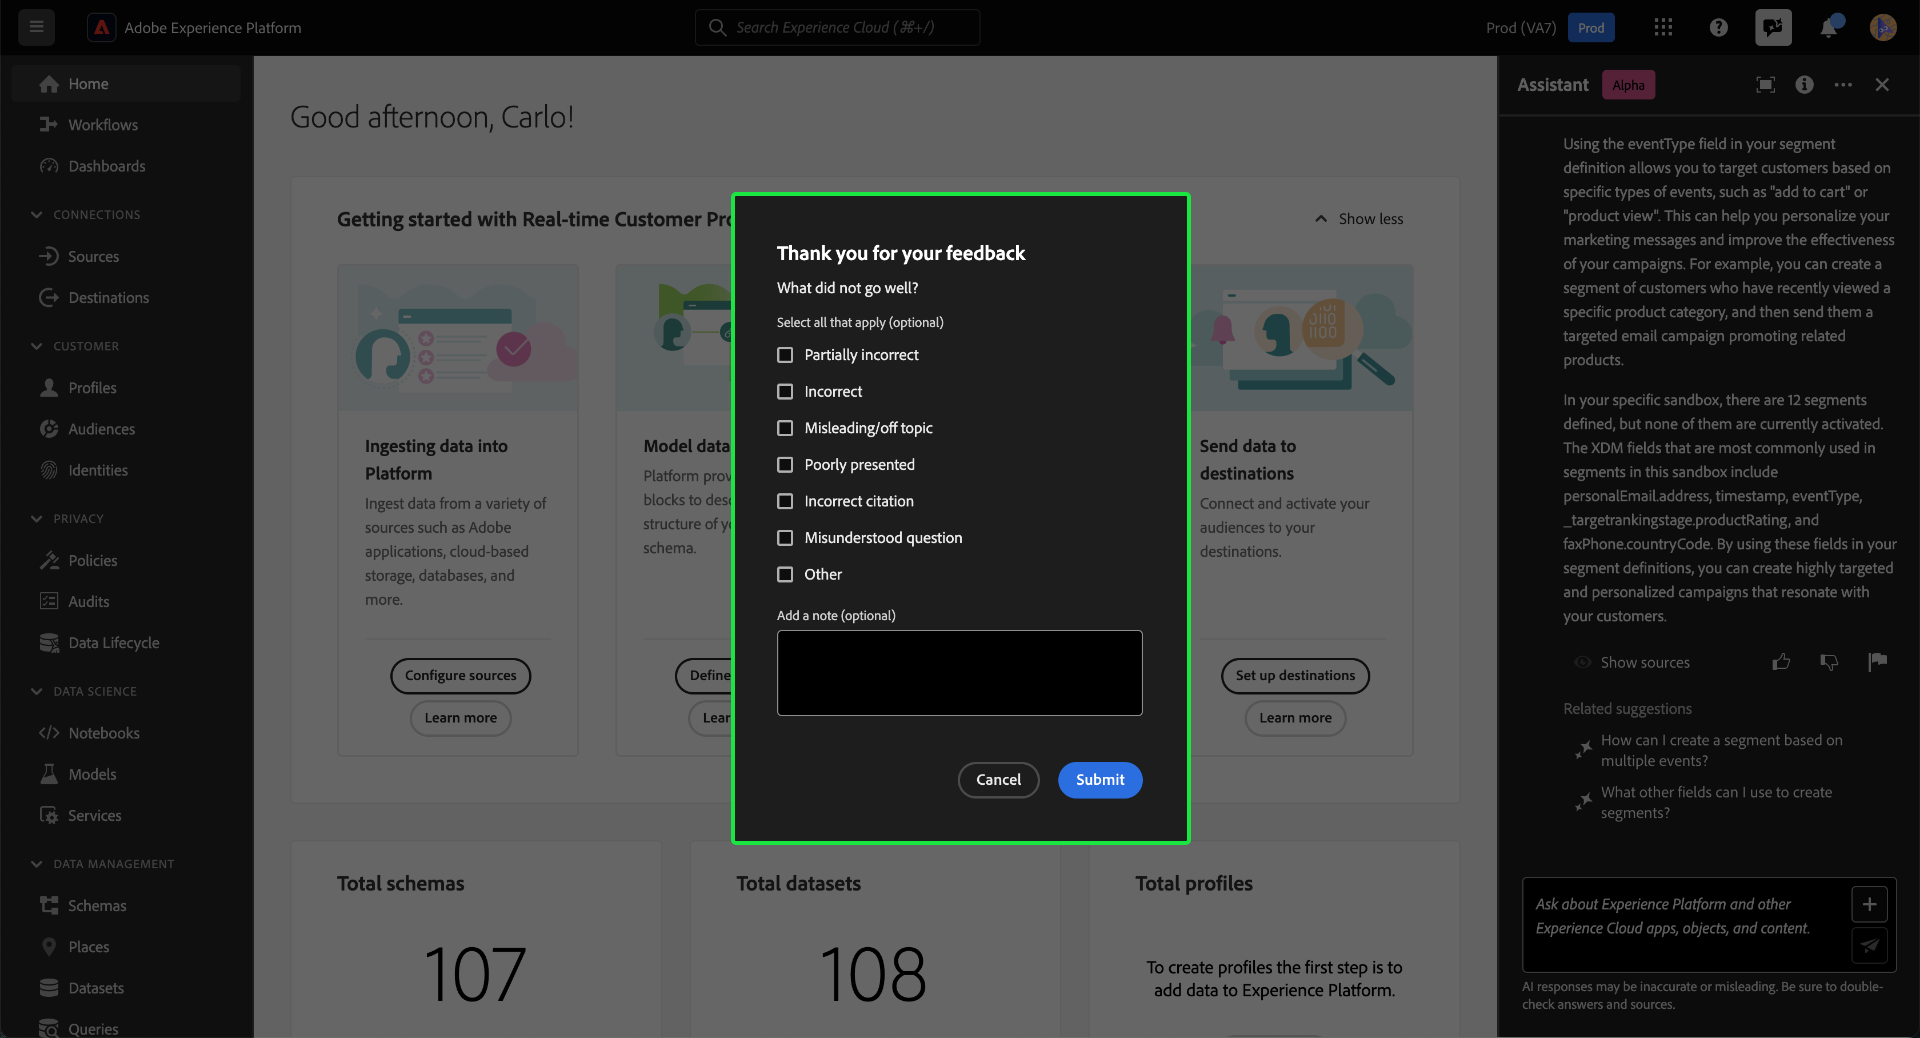 Adobe Experience Platform
Search Experience Cloud (⌘+/)
Prod (VA7)
Prod
Home
Workflows
Dashboards
CONNECTIONS
Sources
Destinations
CUSTOMER
Profiles
Audiences
Identities
PRIVACY
Policies
Audits
Data Lifecycle
DATA SCIENCE
Notebooks
Models
Services
DATA MANAGEMENT
Schemas
Places
Datasets
Queries
Good afternoon, Carlo!
Getting started with Real-time Customer Pro
Show less
Ingesting data into
Platform
Ingest data from a variety of
sources such as Adobe
applications, cloud-based
storage, databases, and
more.
Configure sources
Learn more
Model data
Platform prov
blocks to desc
structure of y
schema.
Define
Lear
Send data to
destinations
Connect and activate your
audiences to your
destinations.
Set up destinations
Learn more
Total schemas
107
Total datasets
108
Total profiles
To create profiles the first step is to
add data to Experience Platform.
Thank you for your feedback
What did not go well?
Select all that apply (optional)
Partially incorrect
Incorrect
Misleading/off topic
Poorly presented
Incorrect citation
Misunderstood question
Other
Add a note (optional)
Cancel
Submit
Assistant
Alpha
Using the eventType field in your segment
definition allows you to target customers based on
specific types of events, such as "add to cart" or
"product view". This can help you personalize your
marketing messages and improve the effectiveness
of your campaigns. For example, you can create a
segment of customers who have recently viewed a
specific product category, and then send them a
targeted email campaign promoting related
products.
In your specific sandbox, there are 12 segments
defined, but none of them are currently activated.
The XDM fields that are most commonly used in
segments in this sandbox include
personalEmail.address, timestamp, eventType,
_targetrankingstage.productRating, and
faxPhone.countryCode. By using these fields in your
segment definitions, you can create highly targeted
and personalized campaigns that resonate with
your customers.
Show sources
Related suggestions
How can I create a segment based on
multiple events?
What other fields can I use to create
segments?
Ask about Experience Platform and other
Experience Cloud apps, objects, and content.
AI responses may be inaccurate or misleading. Be sure to double-
check answers and sources.